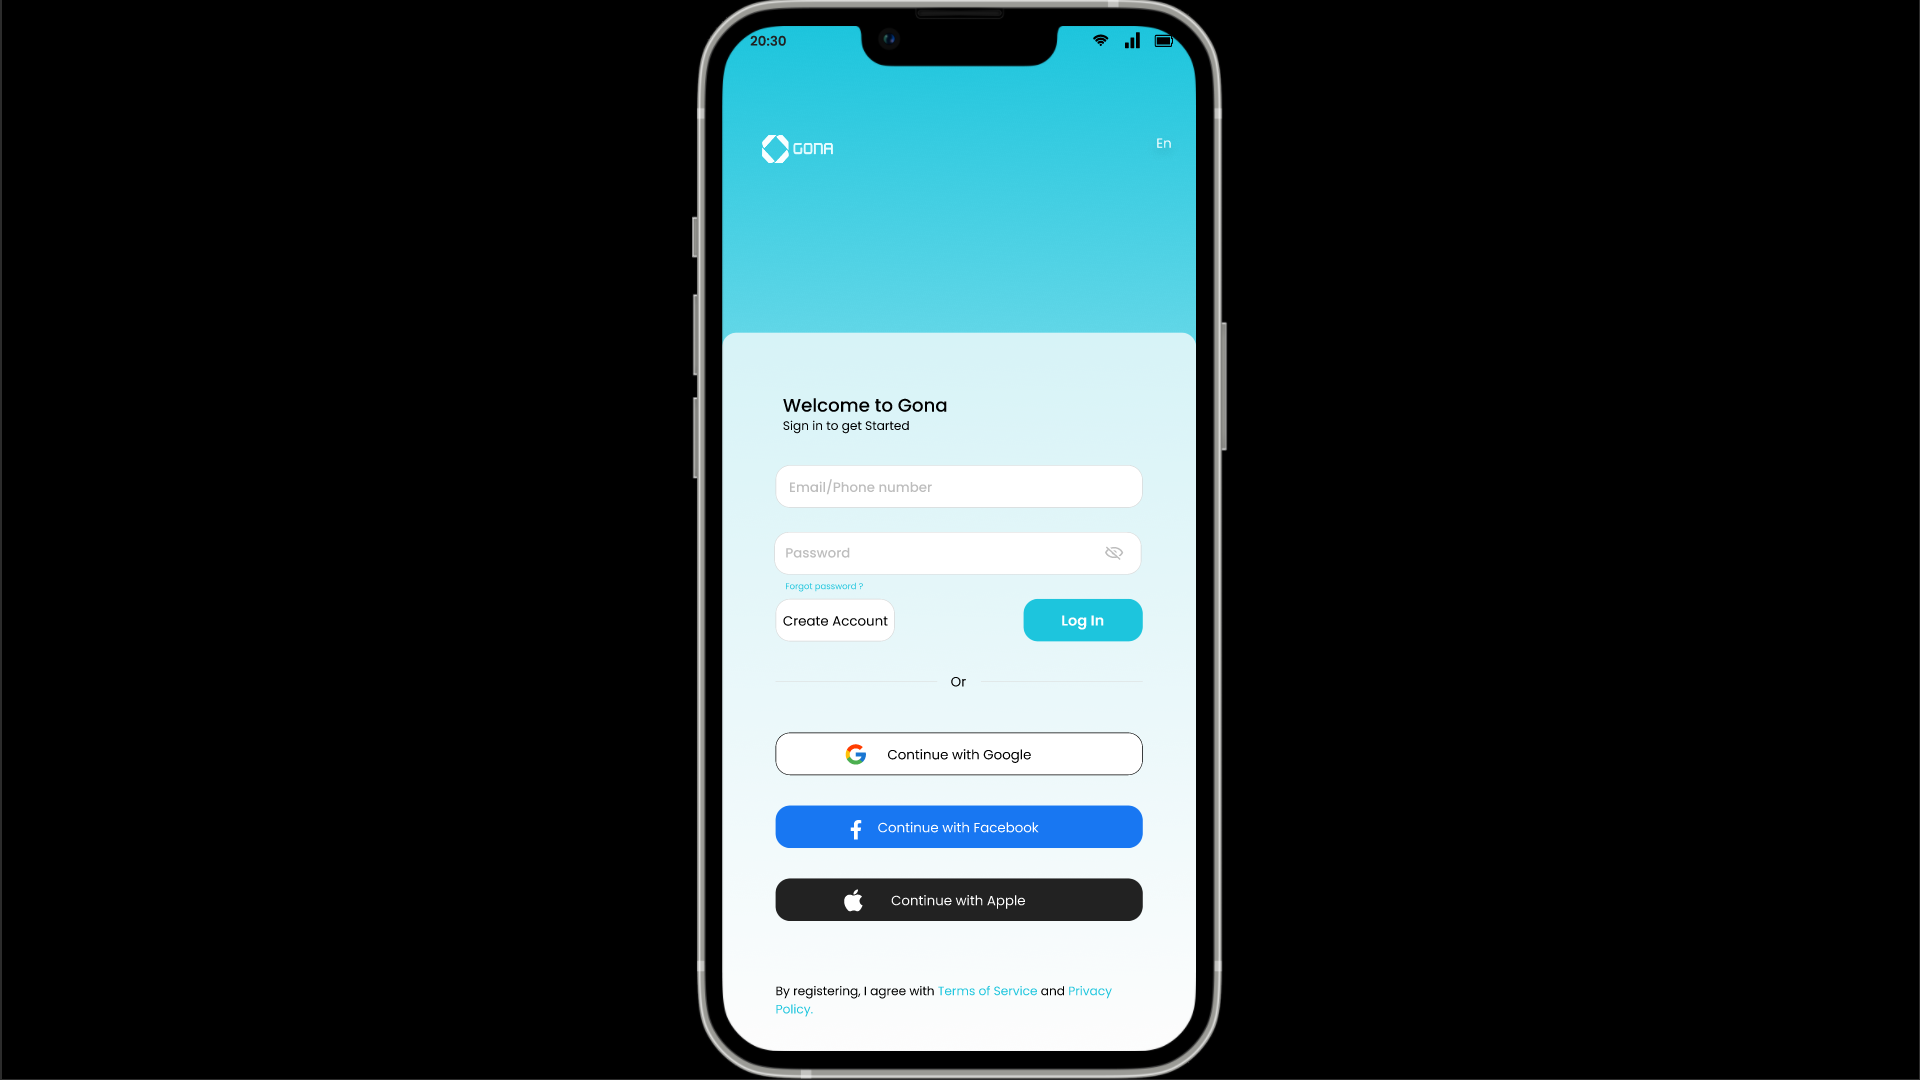 20:30
GONA
En
Welcome to Gona
Sign in to get Started
Email/Phone number
Password
Forgot password ?
Create Account
Log In
Or
Continue with Google
Continue with Facebook
Continue with Apple
By registering, I agree with Terms of Service and Privacy
Policy.